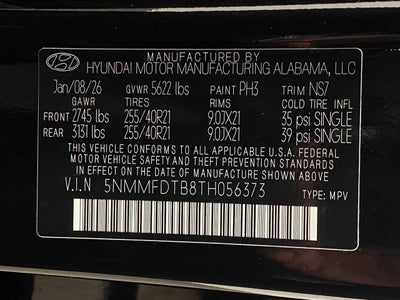 MANUFACTURED BY
HYUNDAI MOTOR MANUFACTURING ALABAMA, LLC
Jan/08/26 GVWR 5622 lbs PAINT PH3 TRIM NS7
GAWR TIRES RIMS COLD TIRE INFL
FRONT 2745 lbs 255/40R21 9.0JX21 35 psi SINGLE
REAR 3131 lbs 255/40R21 9.0JX21 39 psi SINGLE
THIS VEHICLE CONFORMS TO ALL APPLICABLE U.S.A. FEDERAL
MOTOR VEHICLE SAFETY AND THEFT PREVENTION STANDARDS
IN EFFECT ON THE DATE OF MANUFACTURE SHOWN ABOVE.
V.I.N 5NMMFDTB8TH056373 TYPE: MPV